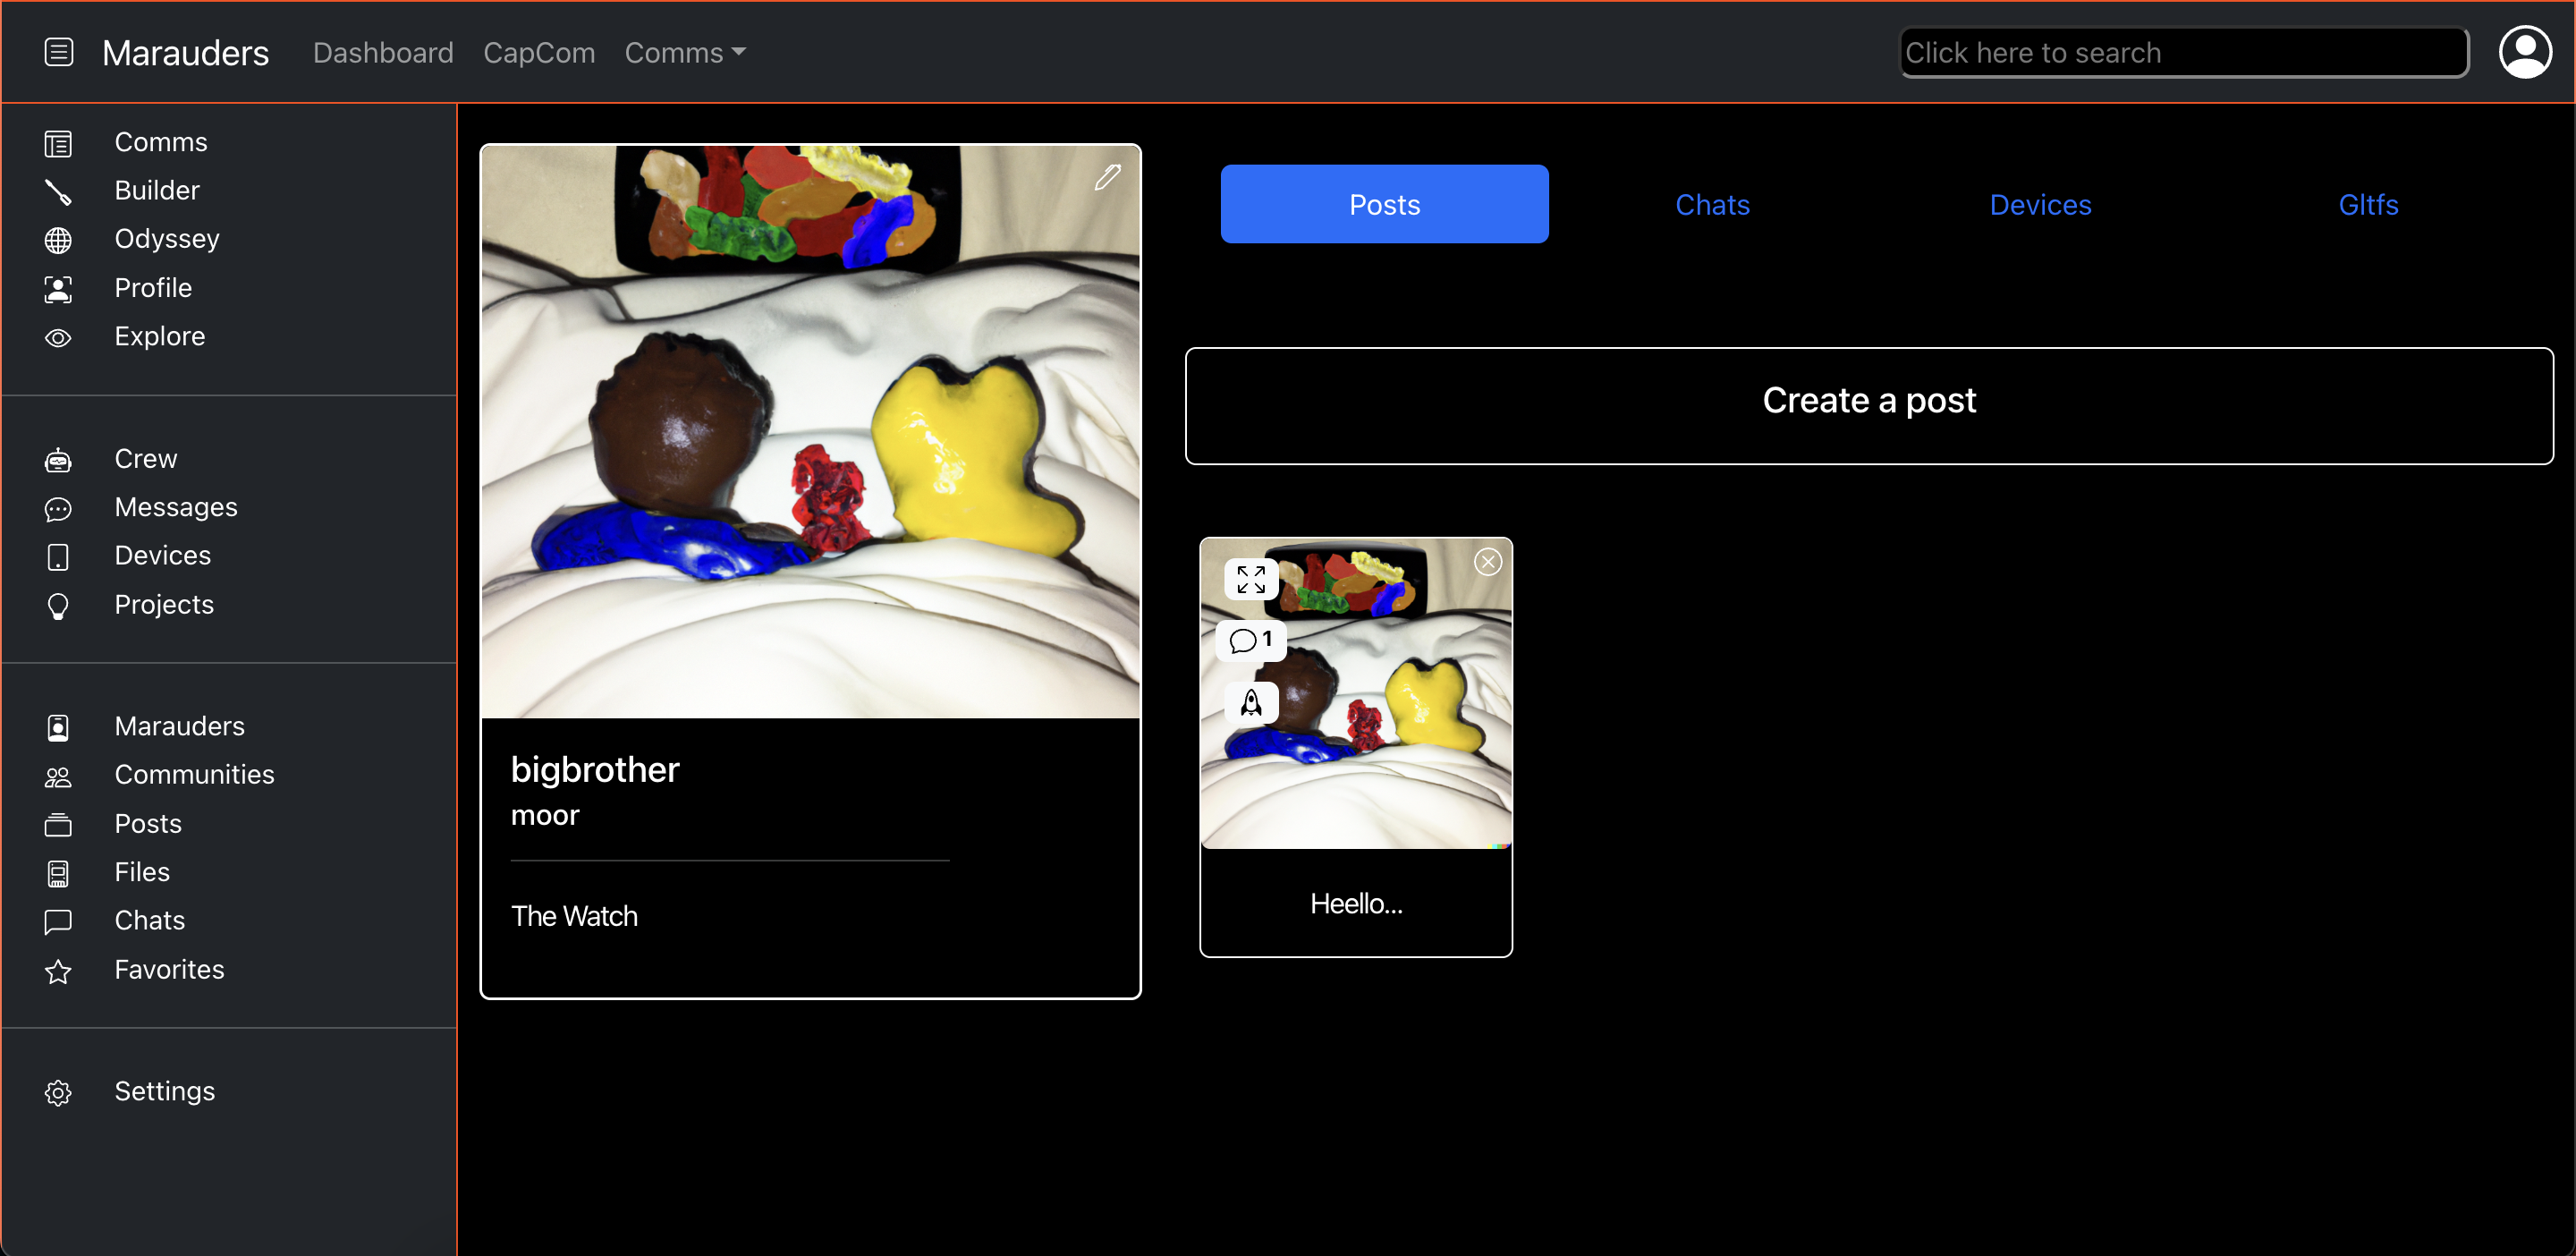 Marauders Dashboard CapCom Comms Click here to search
Comms
Builder
Odyssey
Profile
Explore
Crew
Messages
Devices
Projects
Marauders
Communities
Posts
Files
Chats
Favorites
Settings
bigbrother
moor
The Watch
Posts Chats Devices Gltfs
Create a post
1
Heello...